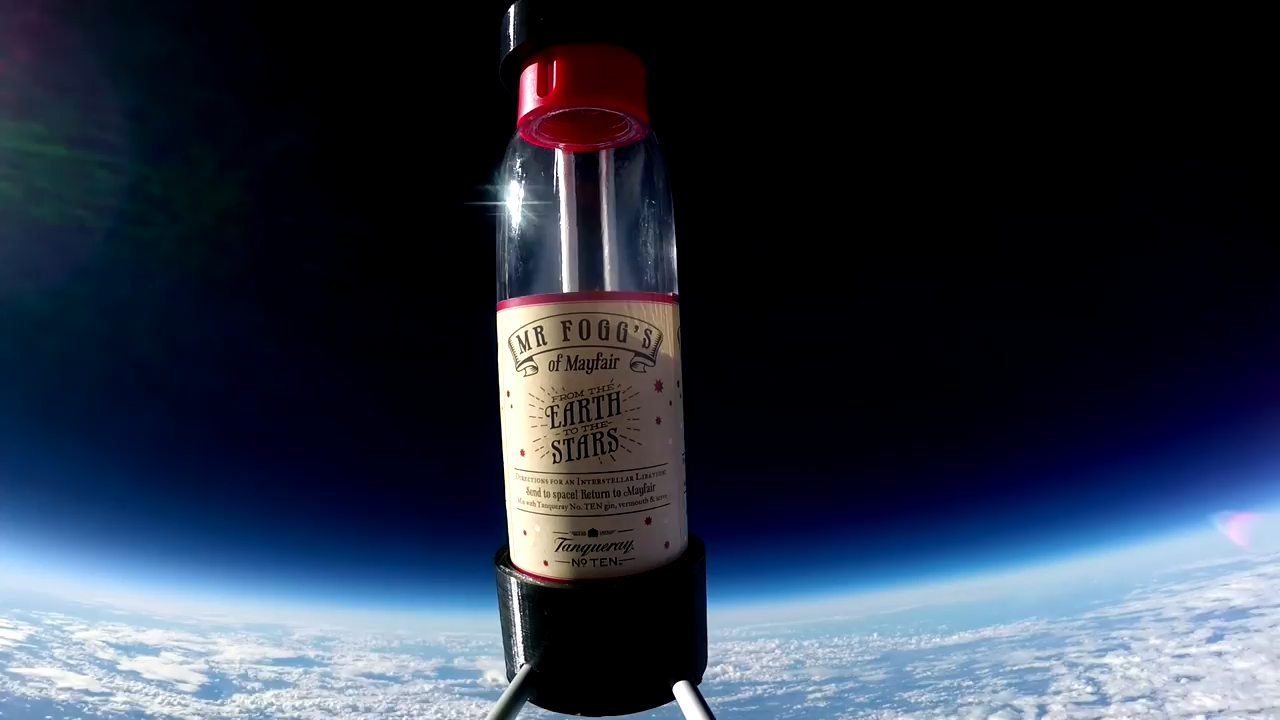 MR FOGG'S
of Mayfair
FROM THE
EARTH
TO THE
STARS
DIRECTIONS FOR AN INTERSTELLAR LIBATION
Send to space! Return to Mayfair
Mix with Tanqueray No. TEN gin, vermouth & serve
Tanqueray
Nº TEN.